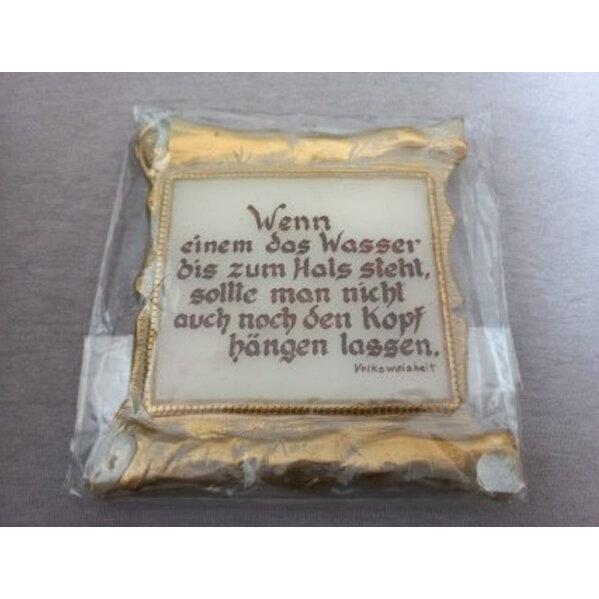 Wenn
einem das Wasser
bis zum Hals steht,
sollte man nicht
auch noch den Kopf
hängen lassen.
Volksweisheit